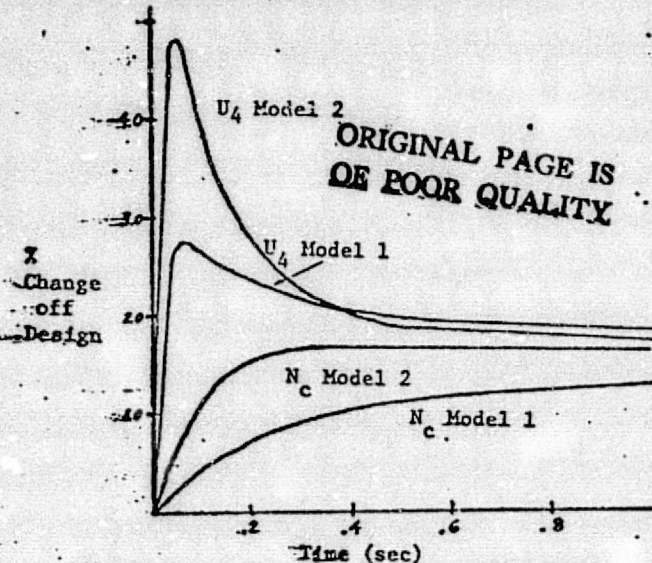 40
U4 Model 2
ORIGINAL PAGE IS
OF POOR QUALITY
30
%
Change
off
Design
U4 Model 1
20
Nc Model 2
10
Nc Model 1
.2
.4
.6
.8
Time (sec)